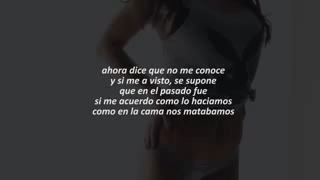 ahora dice que no me conoce
y si me a visto, se supone
que en el pasado fue
si me acuerdo como lo haciamos
como en la cama nos matabamos